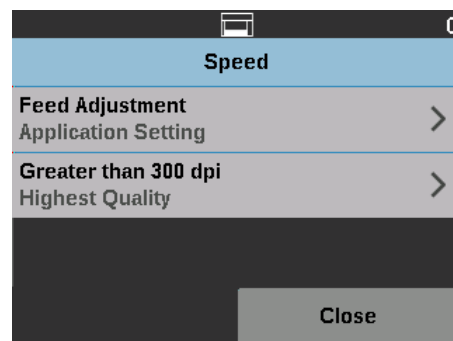 Speed
Feed Adjustment
Application Setting
Greater than 300 dpi
Highest Quality
Close